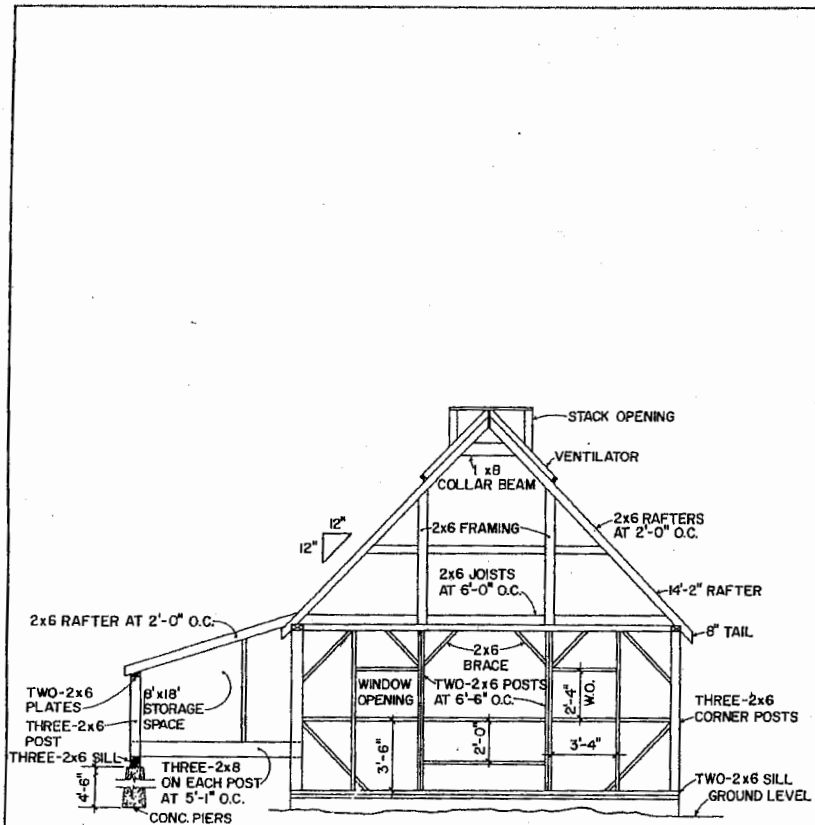 STACK OPENING
VENTILATOR
1 x8
COLLAR BEAM
12"
12"
2x6 FRAMING
2x6 RAFTERS
AT 2'-0" O.C.
2x6 JOISTS
AT 6'-0" O.C.
14'-2" RAFTER
2x6 RAFTER AT 2'-0" O.C.
8" TAIL
2x6
BRACE
TWO-2x6
PLATES
8'x18'
STORAGE
SPACE
WINDOW
OPENING
TWO-2x6 POSTS
AT 6'-6" O.C.
2'-4"
W.O.
THREE-2x6
CORNER POSTS
THREE-2x6
POST
THREE-2x6 SILL
3'-6"
2'-0"
3'-4"
4'-6"
THREE-2x8
ON EACH POST
AT 5'-1" O.C.
CONC. PIERS
TWO-2x6 SILL
GROUND LEVEL